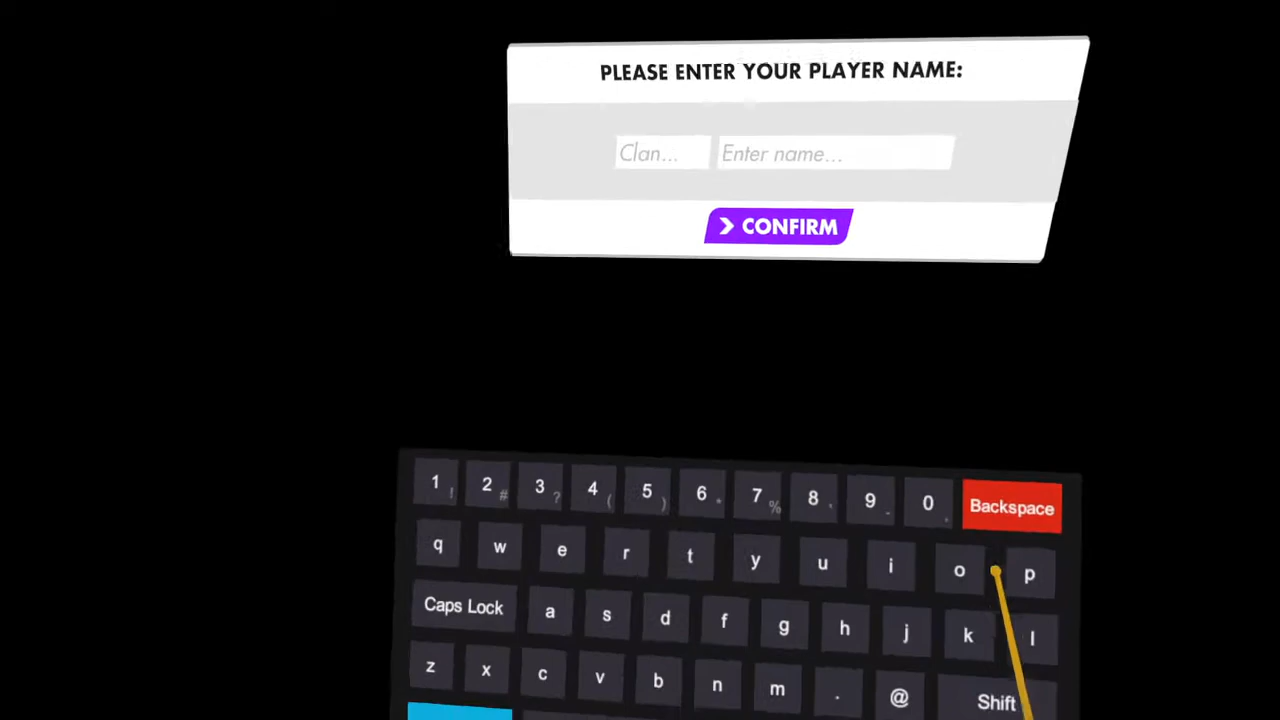 PLEASE ENTER YOUR PLAYER NAME:
Clan... Enter name...
CONFIRM
1 ! 2 # 3 ? 4 ( 5 ) 6 * 7 % 8 9 0 Backspace
q w e r t y u i o p
Caps Lock a s d f g h j k l
z x c v b n m . @ Shift